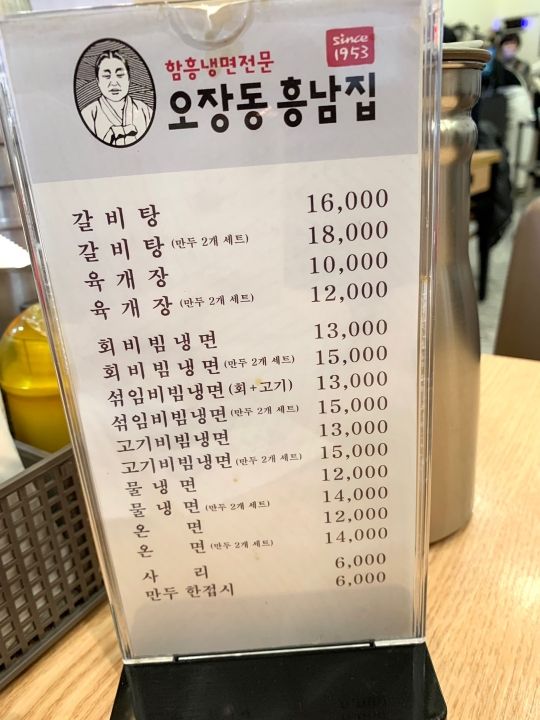 함흥냉면전문
since 1953
오장동 흥남집
갈 비 탕 16,000
갈 비 탕 (만두 2개 세트) 18,000
육 개 장 10,000
육 개 장 (만두 2개 세트) 12,000
회 비 빔 냉 면 13,000
회 비 빔 냉 면 (만두 2개 세트) 15,000
섞임비빔냉면 (회+고기) 13,000
섞임비빔냉면 (만두 2개 세트) 15,000
고기비빔냉면 13,000
고기비빔냉면 (만두 2개 세트) 15,000
물 냉 면 12,000
물 냉 면 (만두 2개 세트) 14,000
온 면 12,000
온 면 (만두 2개 세트) 14,000
사 리 6,000
만두 한접시 6,000